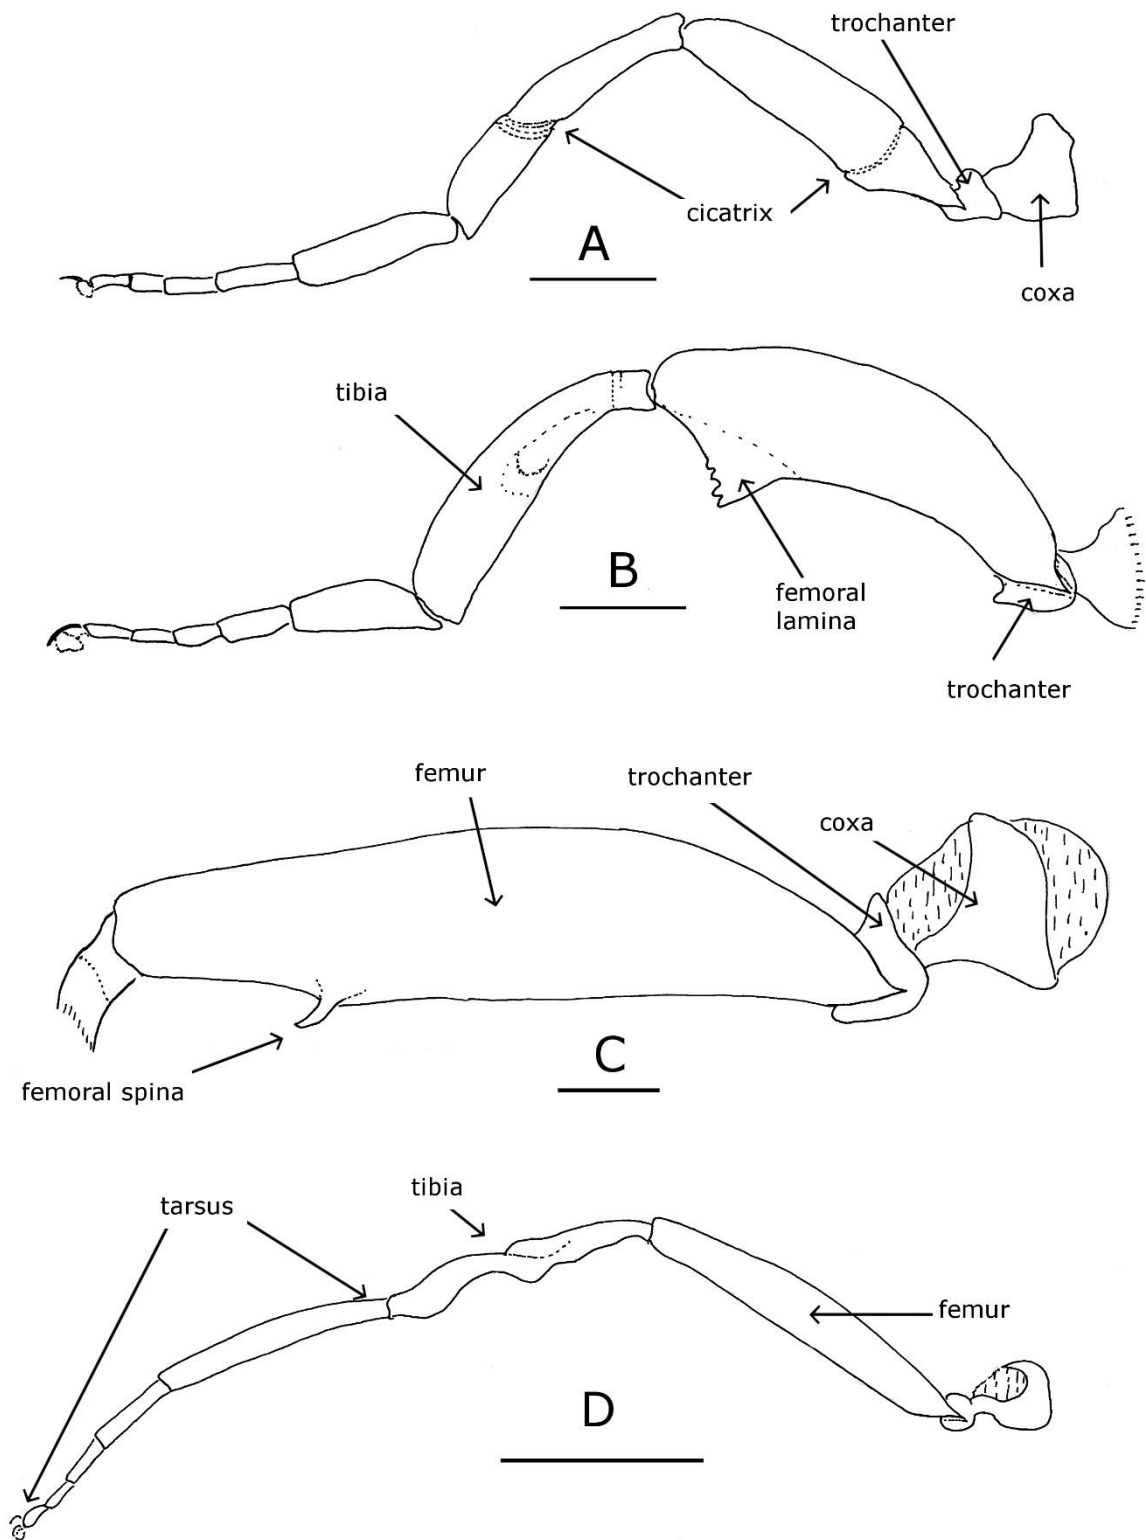 trochanter
cicatrix
A
coxa
tibia
B
femoral
lamina
trochanter
femur
trochanter
coxa
C
femoral spina
tibia
tarsus
femur
D